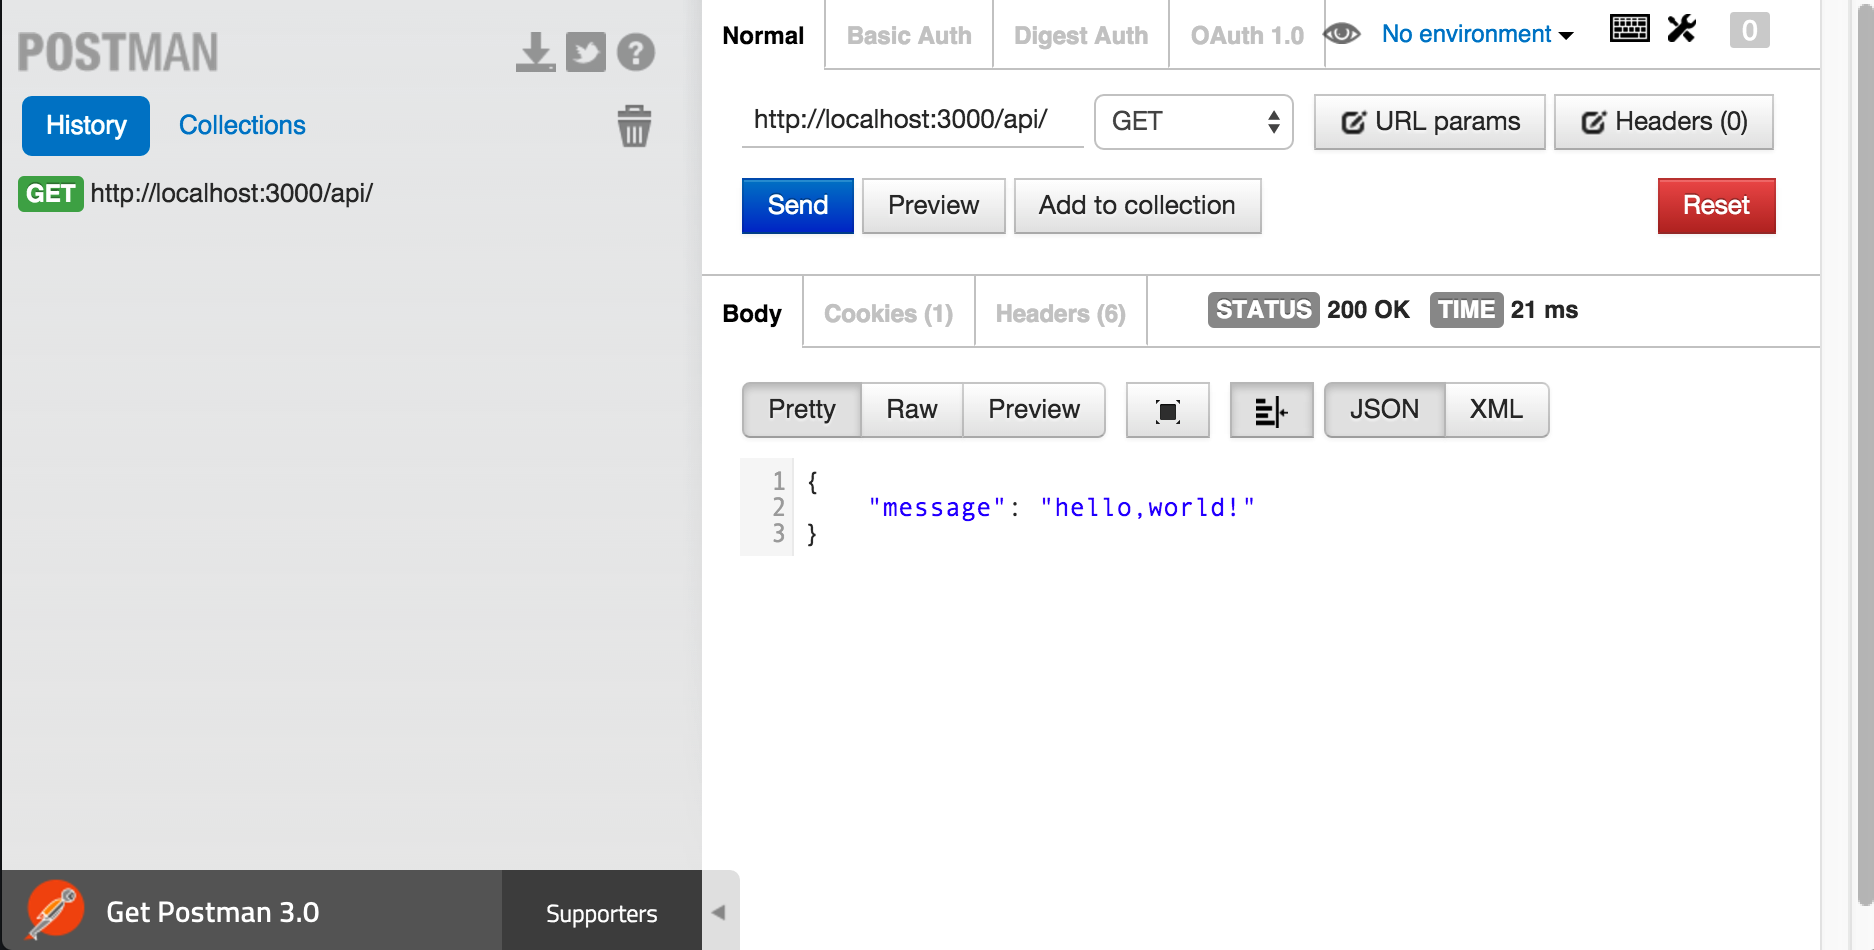 POSTMAN
History Collections
GET http://localhost:3000/api/
Get Postman 3.0 Supporters
Normal Basic Auth Digest Auth OAuth 1.0 No environment 0
http://localhost:3000/api/ GET URL params Headers (0)
Send Preview Add to collection Reset
Body Cookies (1) Headers (6) STATUS 200 OK TIME 21 ms
Pretty Raw Preview JSON XML
1 {
2 "message": "hello,world!"
3 }